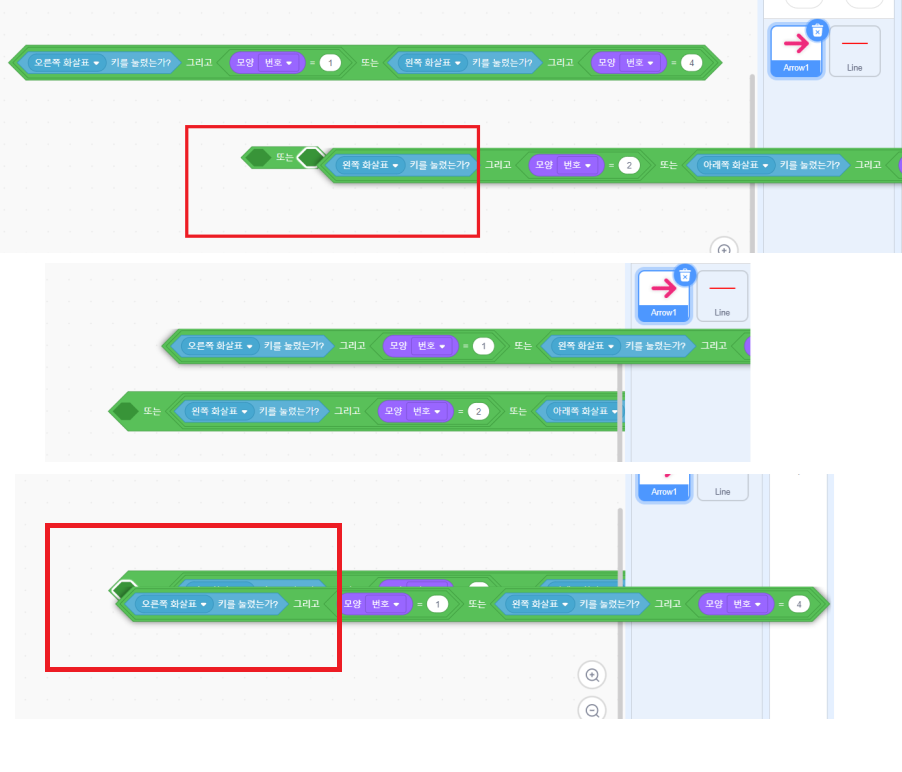 오른쪽 화살표 키를 눌렀는가? 그리고 모양 번호 = 1 또는 왼쪽 화살표 키를 눌렀는가? 그리고 모양 번호 = 4
Arrow1 Line
또는 왼쪽 화살표 키를 눌렀는가? 그리고 모양 번호 = 2 또는 아래쪽 화살표 키를 눌렀는가? 그리고
Arrow1 Line
오른쪽 화살표 키를 눌렀는가? 그리고 모양 번호 = 1 또는 왼쪽 화살표 키를 눌렀는가? 그리고
또는 왼쪽 화살표 키를 눌렀는가? 그리고 모양 번호 = 2 또는 아래쪽 화살표
Arrow1 Line
오른쪽 화살표 키를 눌렀는가? 그리고 모양 번호 = 1 또는 왼쪽 화살표 키를 눌렀는가? 그리고 모양 번호 = 4